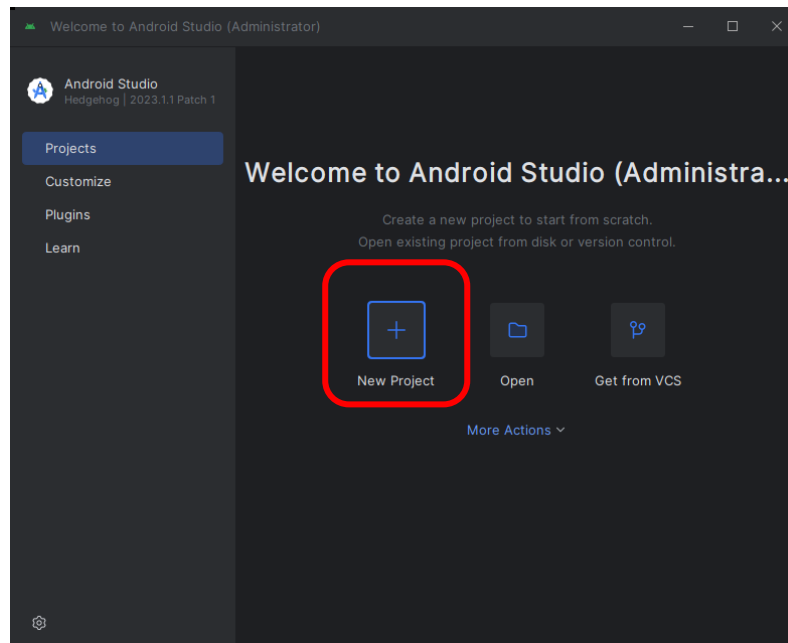 Welcome to Android Studio (Administrator)
Android Studio
Hedgehog | 2023.1.1 Patch 1
Projects
Customize
Plugins
Learn
Welcome to Android Studio (Administra...
Create a new project to start from scratch.
Open existing project from disk or version control.
New Project
Open
Get from VCS
More Actions